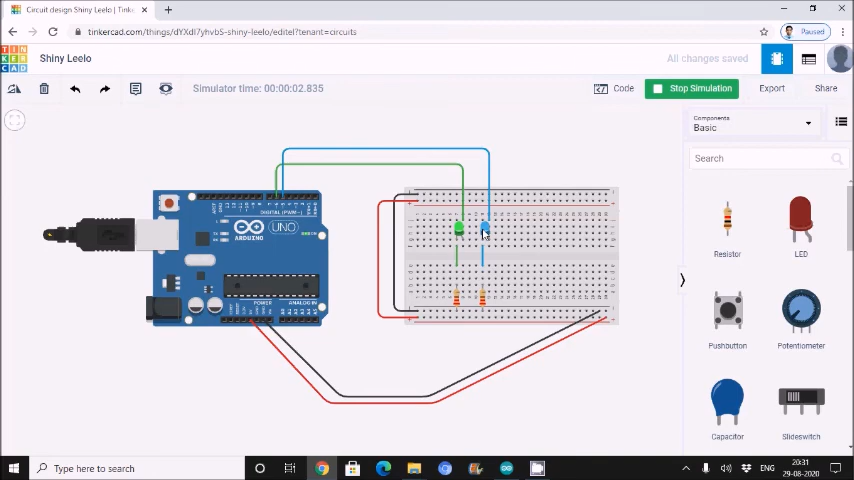 Circuit design Shiny Leelo | Tinke
tinkercad.com/things/dYXdI7yhvbS-shiny-leelo/editel?tenant=circuits
Paused
TIN
KER
CAD
Shiny Leelo
All changes saved
Simulator time: 00:00:02.835
Code
Stop Simulation
Export
Share
Components
Basic
Search
DIGITAL (PWM~)
UNO
ARDUINO
POWER
ANALOG IN
Resistor
LED
Pushbutton
Potentiometer
Capacitor
Slideswitch
Type here to search
ENG
20:31
29-08-2020